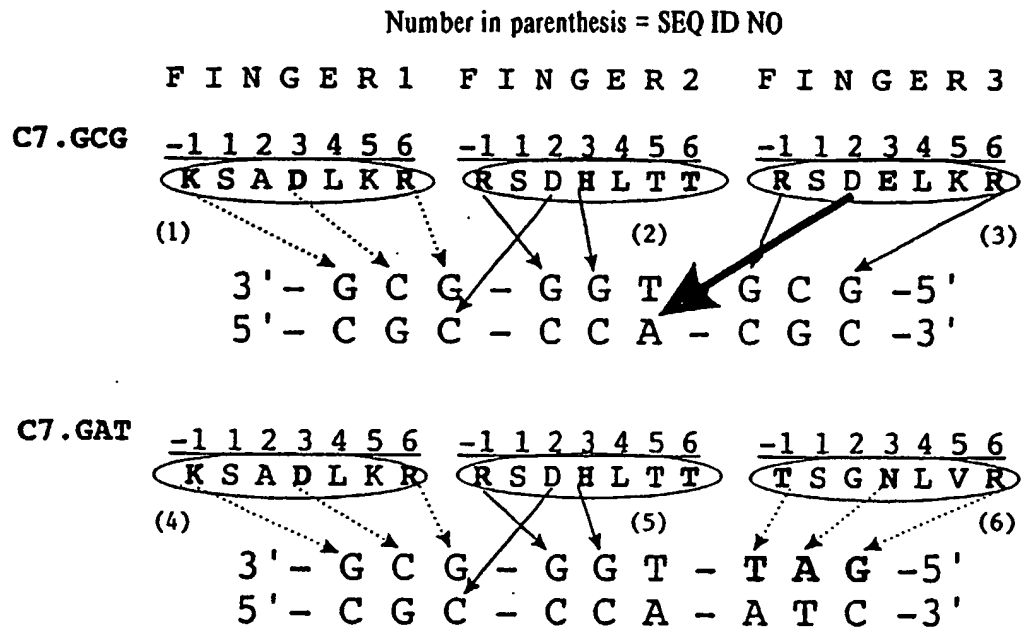 Number in parenthesis = SEQ ID NO
F I N G E R 1 F I N G E R 2 F I N G E R 3
C7.GCG -1 1 2 3 4 5 6 -1 1 2 3 4 5 6 -1 1 2 3 4 5 6
K S A D L K R R S D H L T T R S D E L K R
(1) (2) (3)
3'- G C G - G G T G C G -5'
5'- C G C - C C A - C G C -3'
C7.GAT -1 1 2 3 4 5 6 -1 1 2 3 4 5 6 -1 1 2 3 4 5 6
K S A D L K R R S D H L T T T S G N L V R
(4) (5) (6)
3'- G C G - G G T - T A G -5'
5'- C G C - C C A - A T C -3'